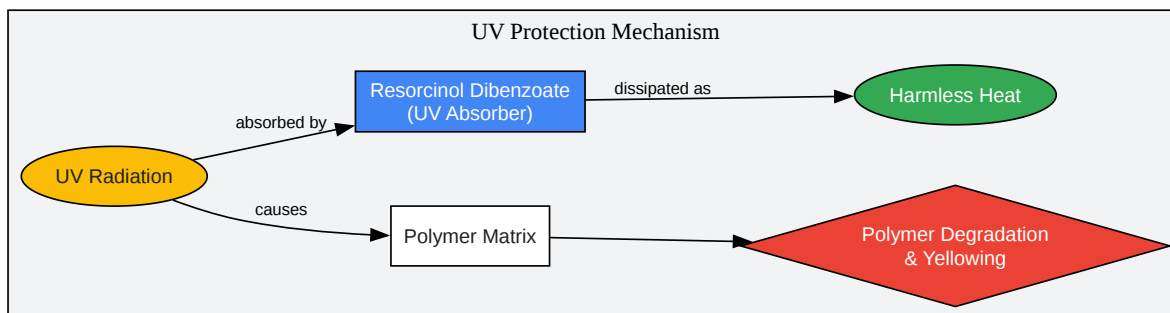 UV Protection Mechanism
Resorcinol Dibenzoate
(UV Absorber)
dissipated as
Harmless Heat
absorbed by
UV Radiation
causes
Polymer Matrix
Polymer Degradation
& Yellowing